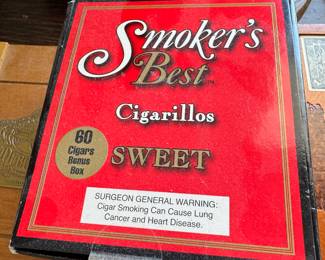 Smoker's
Best™
Cigarillos
60
Cigars
Bonus
Box
SWEET
SURGEON GENERAL WARNING:
Cigar Smoking Can Cause Lung
Cancer and Heart Disease.